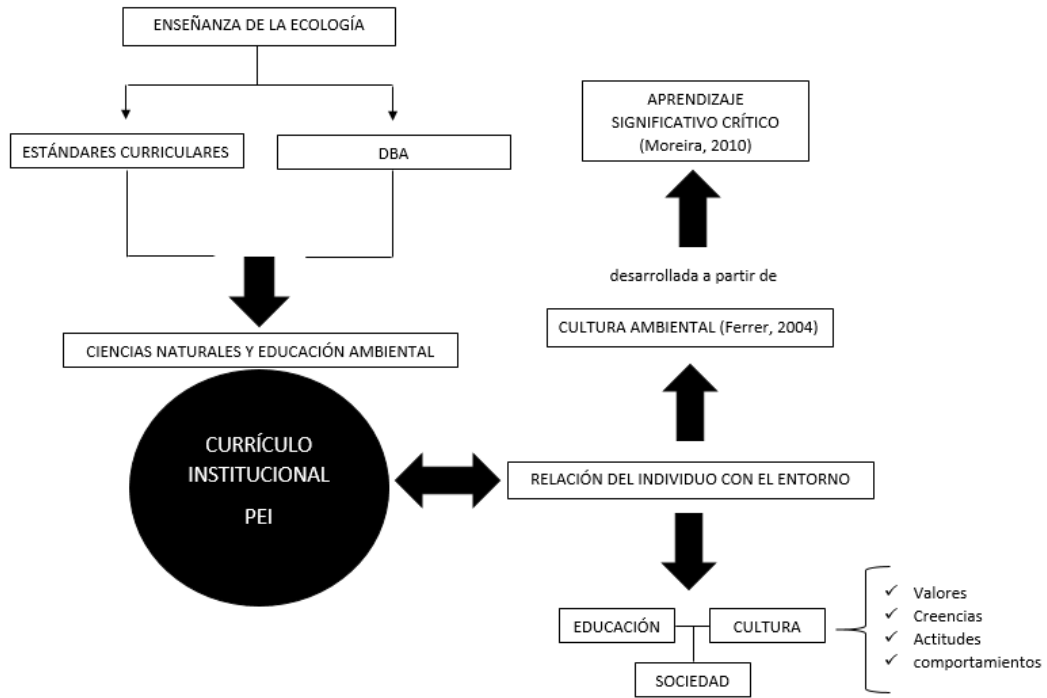 ENSEÑANZA DE LA ECOLOGÍA
ESTÁNDARES CURRICULARES
DBA
CIENCIAS NATURALES Y EDUCACIÓN AMBIENTAL
CURRÍCULO
INSTITUCIONAL
PEI
APRENDIZAJE
SIGNIFICATIVO CRÍTICO
(Moreira, 2010)
desarrollada a partir de
CULTURA AMBIENTAL (Ferrer, 2004)
RELACIÓN DEL INDIVIDUO CON EL ENTORNO
EDUCACIÓN
CULTURA
SOCIEDAD
✓ Valores
✓ Creencias
✓ Actitudes
✓ comportamientos